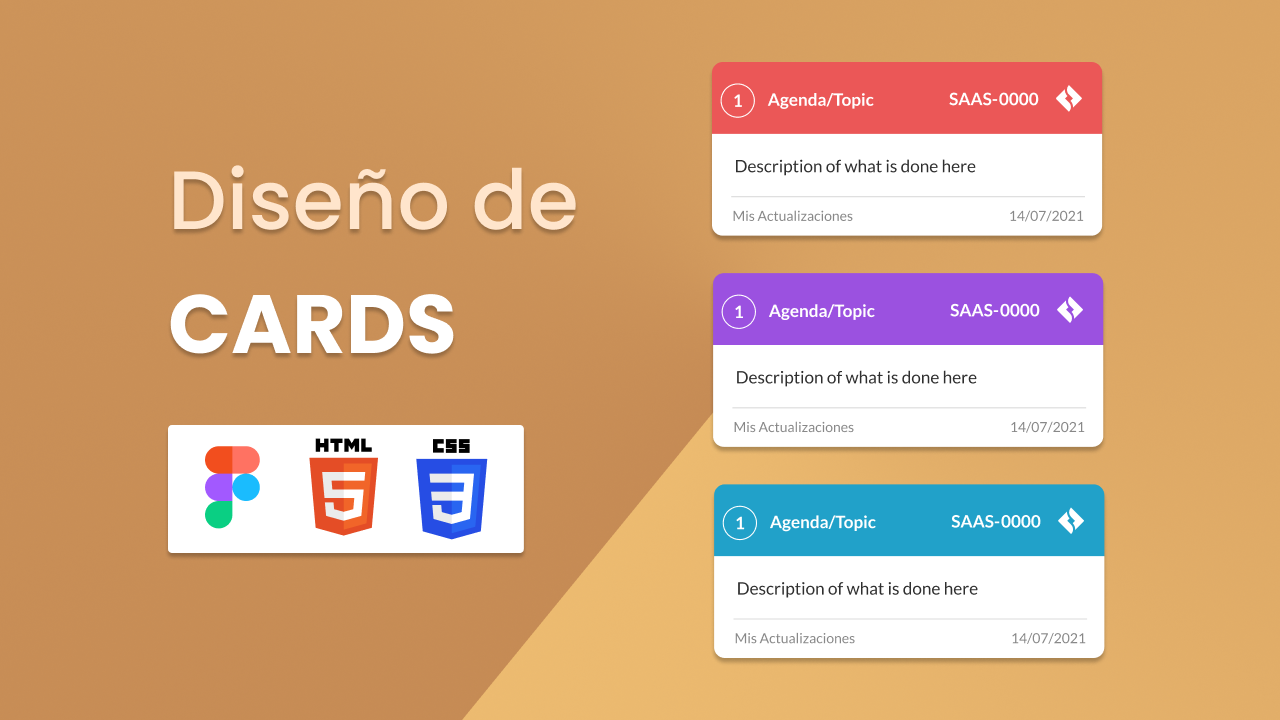 Diseño de
CARDS
HTML
5
CSS
3
1 Agenda/Topic SAAS-0000
Description of what is done here
Mis Actualizaciones 14/07/2021
1 Agenda/Topic SAAS-0000
Description of what is done here
Mis Actualizaciones 14/07/2021
1 Agenda/Topic SAAS-0000
Description of what is done here
Mis Actualizaciones 14/07/2021